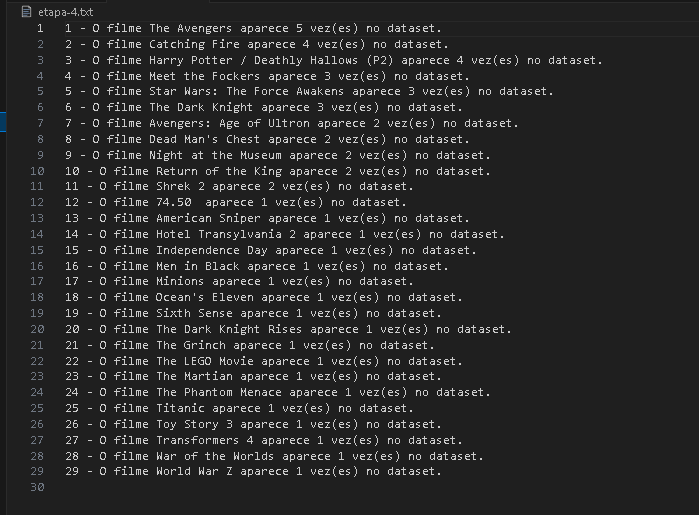 etapa-4.txt
1 1 - O filme The Avengers aparece 5 vez(es) no dataset.
2 2 - O filme Catching Fire aparece 4 vez(es) no dataset.
3 3 - O filme Harry Potter / Deathly Hallows (P2) aparece 4 vez(es) no dataset.
4 4 - O filme Meet the Fockers aparece 3 vez(es) no dataset.
5 5 - O filme Star Wars: The Force Awakens aparece 3 vez(es) no dataset.
6 6 - O filme The Dark Knight aparece 3 vez(es) no dataset.
7 7 - O filme Avengers: Age of Ultron aparece 2 vez(es) no dataset.
8 8 - O filme Dead Man's Chest aparece 2 vez(es) no dataset.
9 9 - O filme Night at the Museum aparece 2 vez(es) no dataset.
10 10 - O filme Return of the King aparece 2 vez(es) no dataset.
11 11 - O filme Shrek 2 aparece 2 vez(es) no dataset.
12 12 - O filme 74.50  aparece 1 vez(es) no dataset.
13 13 - O filme American Sniper aparece 1 vez(es) no dataset.
14 14 - O filme Hotel Transylvania 2 aparece 1 vez(es) no dataset.
15 15 - O filme Independence Day aparece 1 vez(es) no dataset.
16 16 - O filme Men in Black aparece 1 vez(es) no dataset.
17 17 - O filme Minions aparece 1 vez(es) no dataset.
18 18 - O filme Ocean's Eleven aparece 1 vez(es) no dataset.
19 19 - O filme Sixth Sense aparece 1 vez(es) no dataset.
20 20 - O filme The Dark Knight Rises aparece 1 vez(es) no dataset.
21 21 - O filme The Grinch aparece 1 vez(es) no dataset.
22 22 - O filme The LEGO Movie aparece 1 vez(es) no dataset.
23 23 - O filme The Martian aparece 1 vez(es) no dataset.
24 24 - O filme The Phantom Menace aparece 1 vez(es) no dataset.
25 25 - O filme Titanic aparece 1 vez(es) no dataset.
26 26 - O filme Toy Story 3 aparece 1 vez(es) no dataset.
27 27 - O filme Transformers 4 aparece 1 vez(es) no dataset.
28 28 - O filme War of the Worlds aparece 1 vez(es) no dataset.
29 29 - O filme World War Z aparece 1 vez(es) no dataset.
30